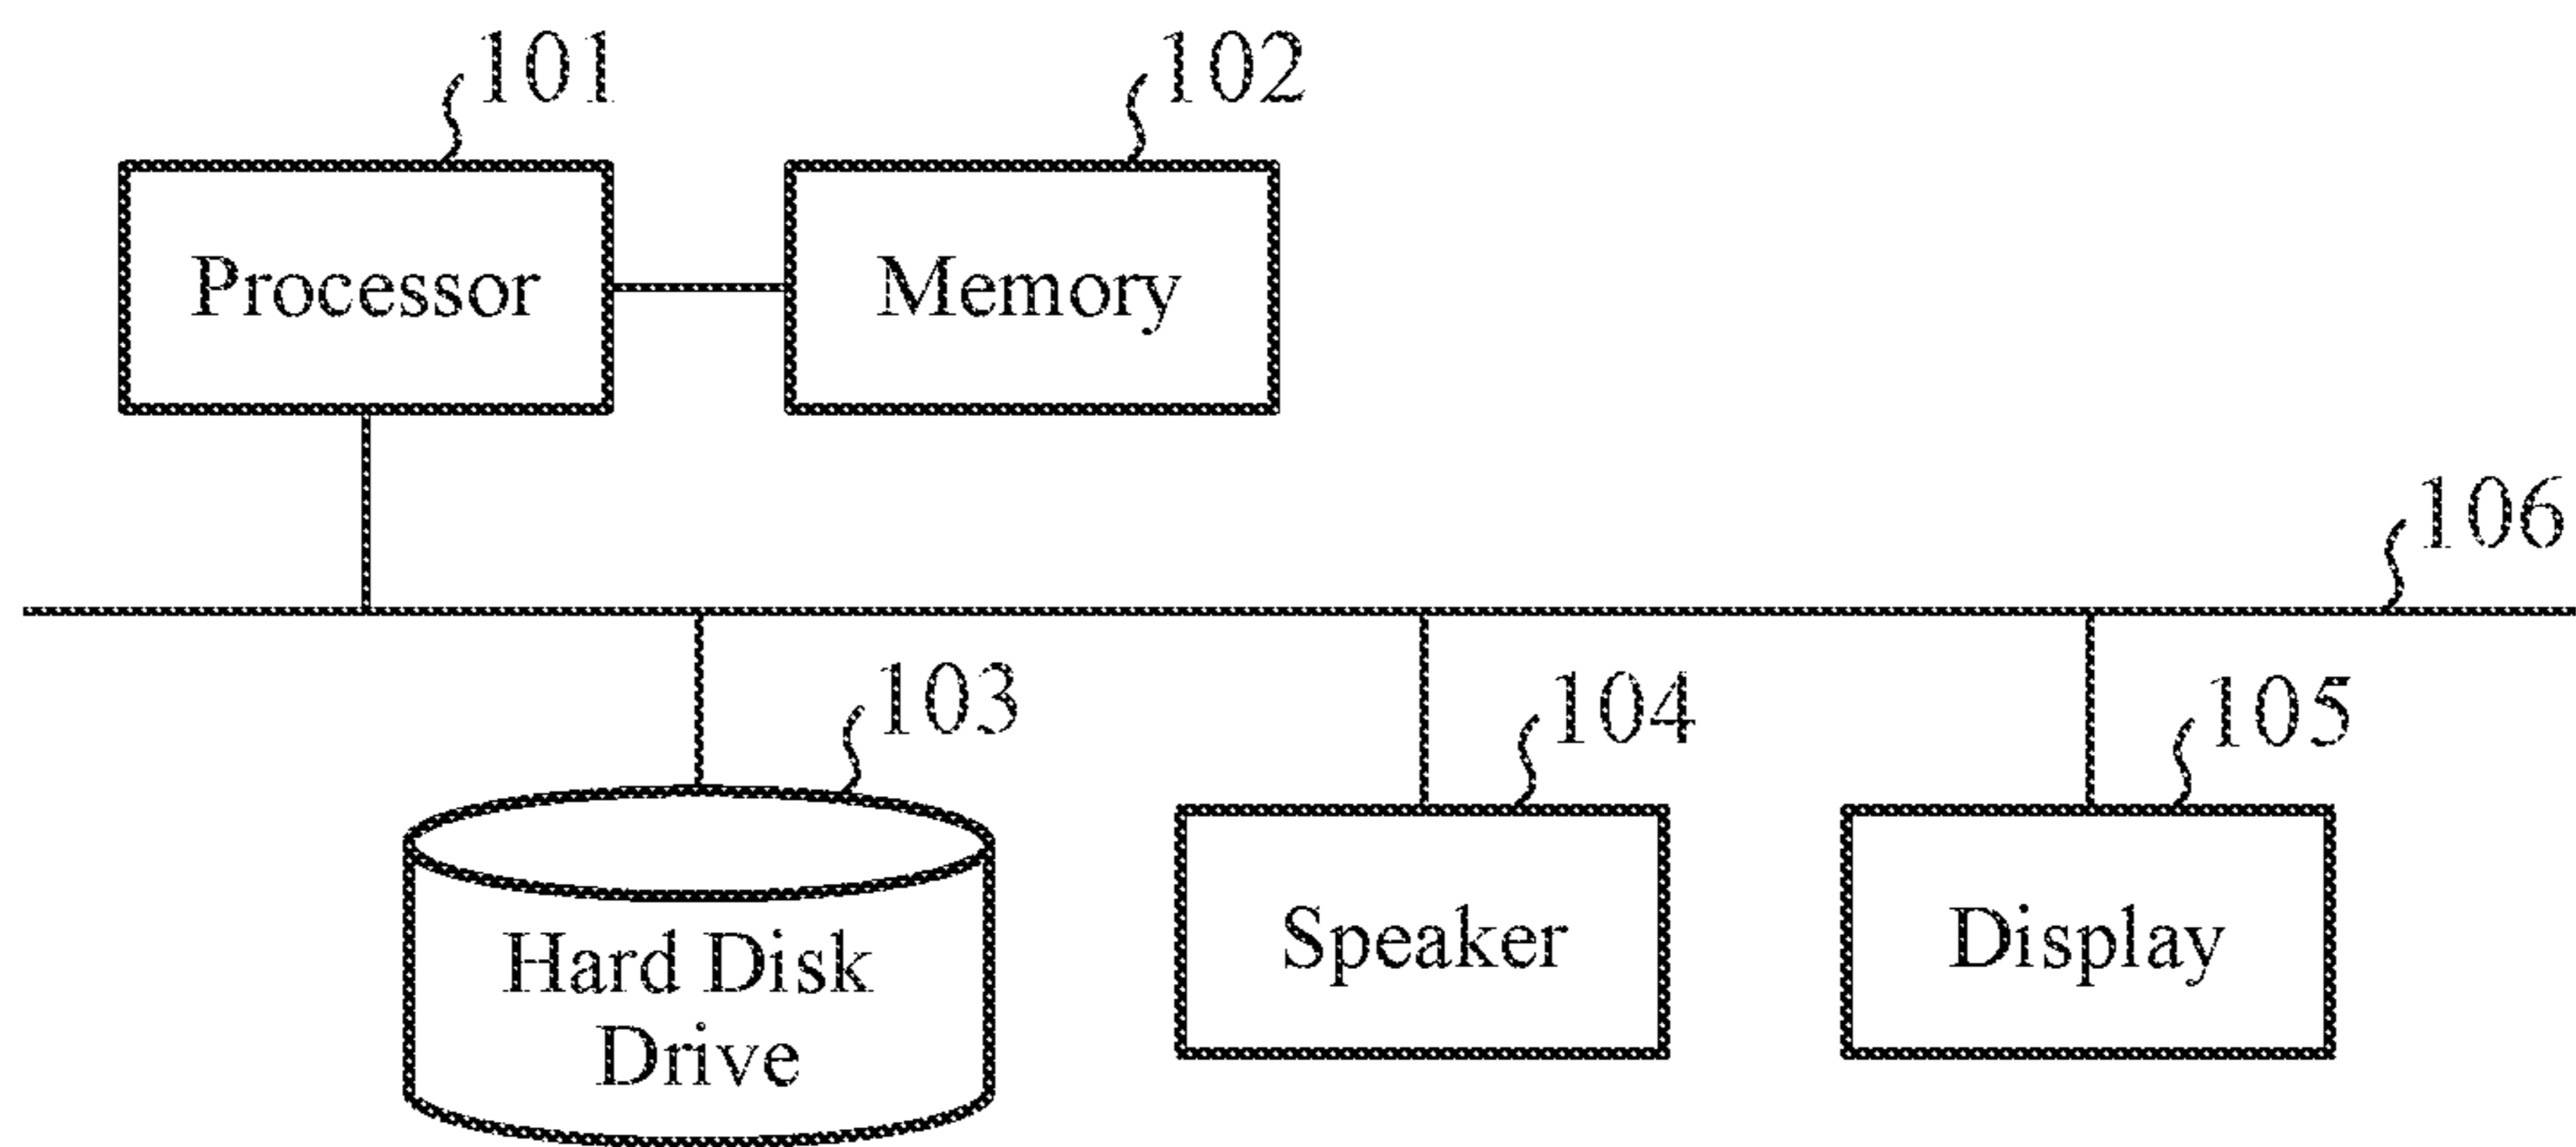 101
102
Processor
Memory
106
103
104
105
Hard Disk
Drive
Speaker
Display